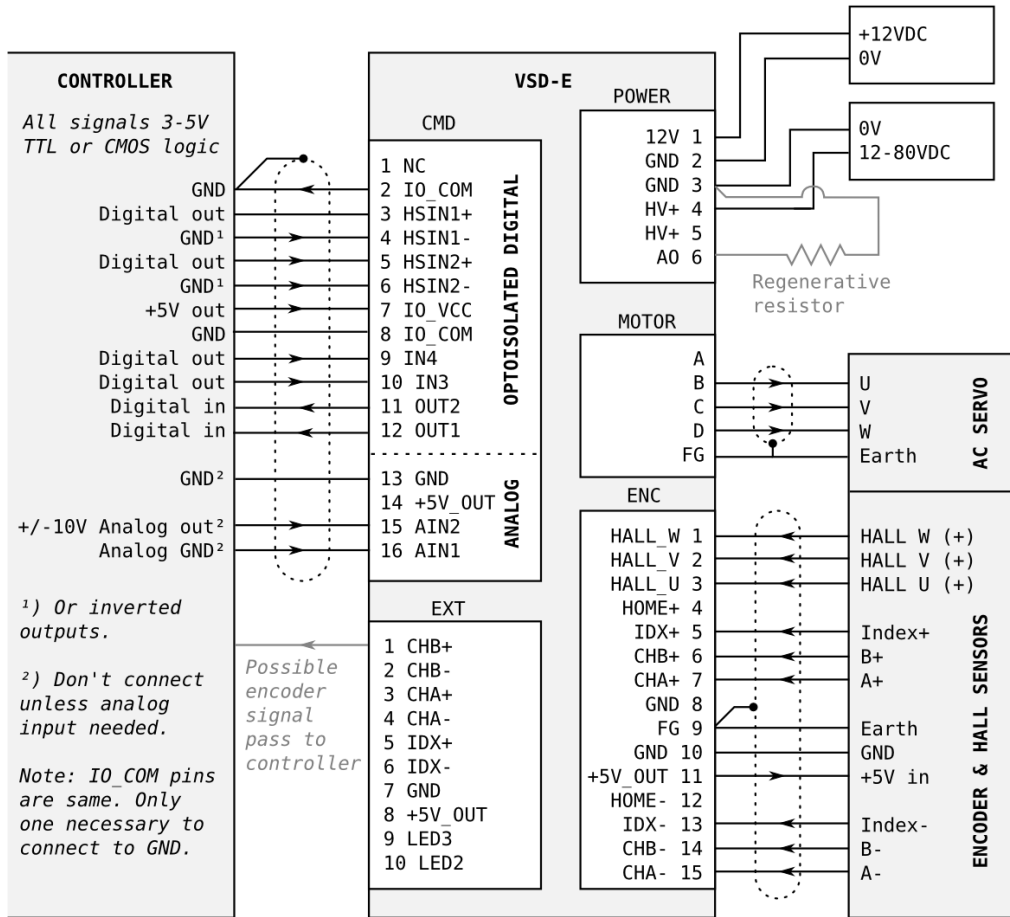 CONTROLLER
All signals 3-5V
TTL or CMOS logic
GND
Digital out
GND¹
Digital out
GND¹
+5V out
GND
Digital out
Digital out
Digital in
Digital in
GND²
+/-10V Analog out²
Analog GND²
¹) Or inverted
outputs.
²) Don't connect
unless analog
input needed.
Note: IO_COM pins
are same. Only
one necessary to
connect to GND.
Possible
encoder
signal
pass to
controller
VSD-E
CMD
1 NC
2 IO_COM
3 HSIN1+
4 HSIN1-
5 HSIN2+
6 HSIN2-
7 IO_VCC
8 IO_COM
9 IN4
10 IN3
11 OUT2
12 OUT1
OPTOISOLATED DIGITAL
13 GND
14 +5V_OUT
15 AIN2
16 AIN1
ANALOG
EXT
1 CHB+
2 CHB-
3 CHA+
4 CHA-
5 IDX+
6 IDX-
7 GND
8 +5V_OUT
9 LED3
10 LED2
POWER
12V 1
GND 2
GND 3
HV+ 4
HV+ 5
AO 6
+12VDC
0V
0V
12-80VDC
Regenerative
resistor
MOTOR
A
B
C
D
FG
U
V
W
Earth
AC SERVO
ENC
HALL_W 1
HALL_V 2
HALL_U 3
HOME+ 4
IDX+ 5
CHB+ 6
CHA+ 7
GND 8
FG 9
GND 10
+5V_OUT 11
HOME- 12
IDX- 13
CHB- 14
CHA- 15
HALL W (+)
HALL V (+)
HALL U (+)
Index+
B+
A+
Earth
GND
+5V in
Index-
B-
A-
ENCODER & HALL SENSORS